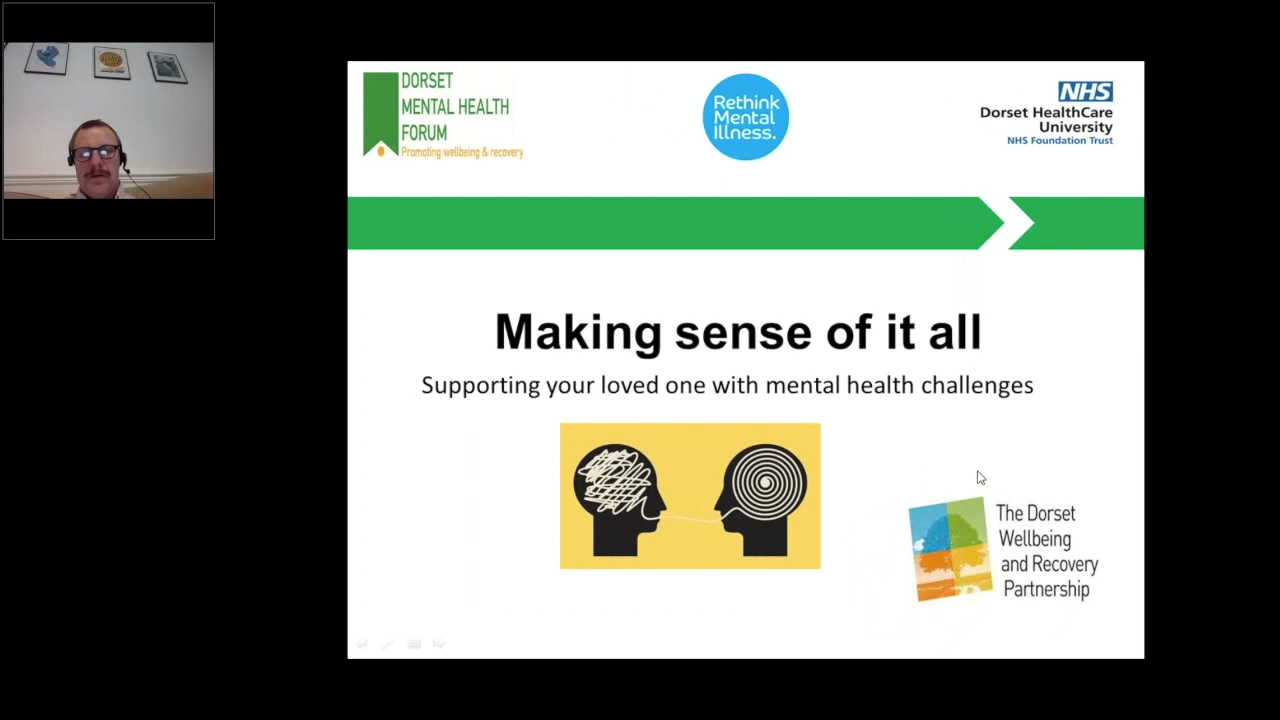 DORSET
MENTAL HEALTH
FORUM
Promoting wellbeing & recovery
Rethink
Mental
Illness.
NHS
Dorset HealthCare
University
NHS Foundation Trust
Making sense of it all
Supporting your loved one with mental health challenges
The Dorset
Wellbeing
and Recovery
Partnership